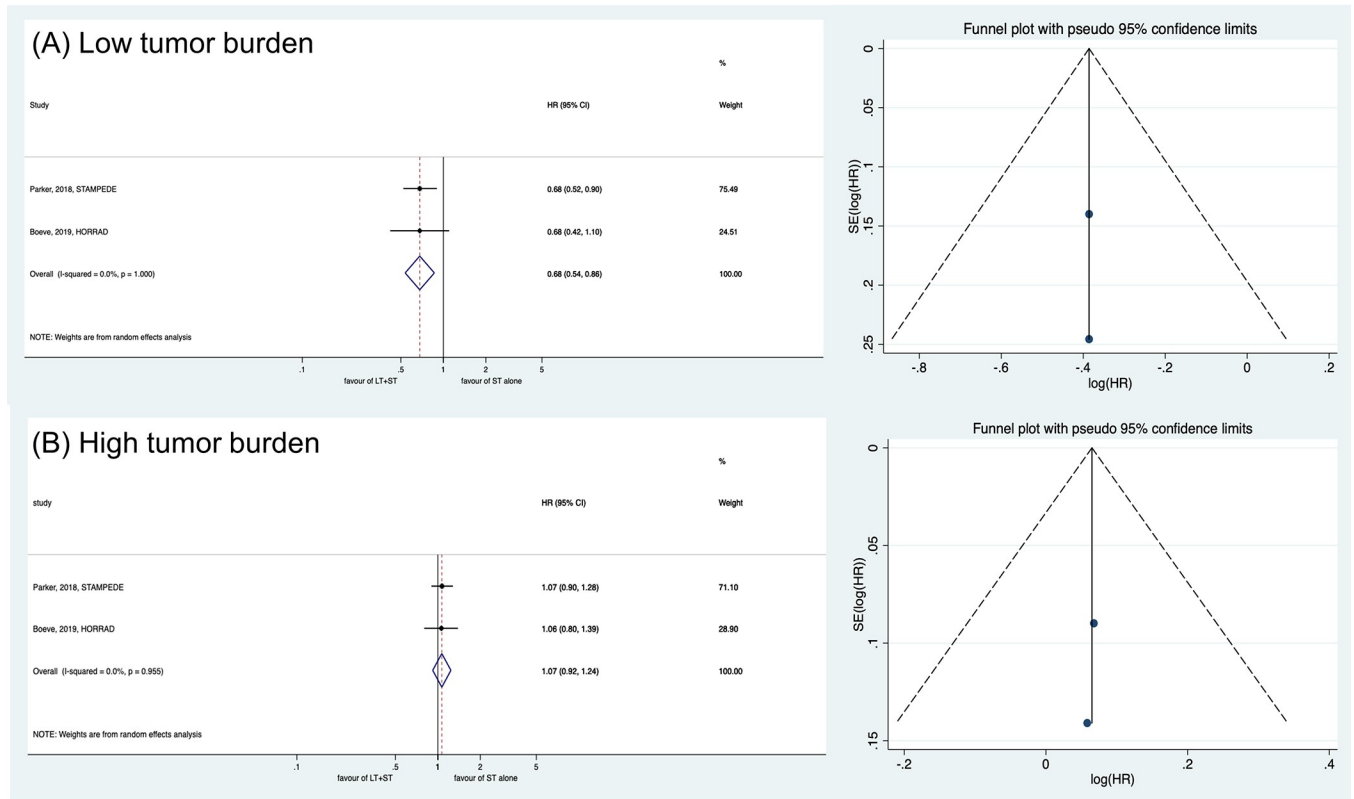 (A) Low tumor burden
%
Study HR (95% CI) Weight
Parker, 2018, STAMPEDE 0.68 (0.52, 0.90) 75.49
Boeve, 2019, HORRAD 0.68 (0.42, 1.10) 24.51
Overall (I-squared = 0.0%, p = 1.000) 0.68 (0.54, 0.86) 100.00
NOTE: Weights are from random effects analysis
.1 .5 1 2 5
favour of LT+ST favour of ST alone
Funnel plot with pseudo 95% confidence limits
SE(log(HR))
0
.05
.1
.15
.2
.25
-.8 -.6 -.4 -.2 0 .2
log(HR)
(B) High tumor burden
%
study HR (95% CI) Weight
Parker, 2018, STAMPEDE 1.07 (0.90, 1.28) 71.10
Boeve, 2019, HORRAD 1.06 (0.80, 1.39) 28.90
Overall (I-squared = 0.0%, p = 0.955) 1.07 (0.92, 1.24) 100.00
NOTE: Weights are from random effects analysis
.1 .5 1 2 5
favour of LT+ST favour of ST alone
Funnel plot with pseudo 95% confidence limits
SE(log(HR))
0
.05
.1
.15
-.2 0 .2 .4
log(HR)